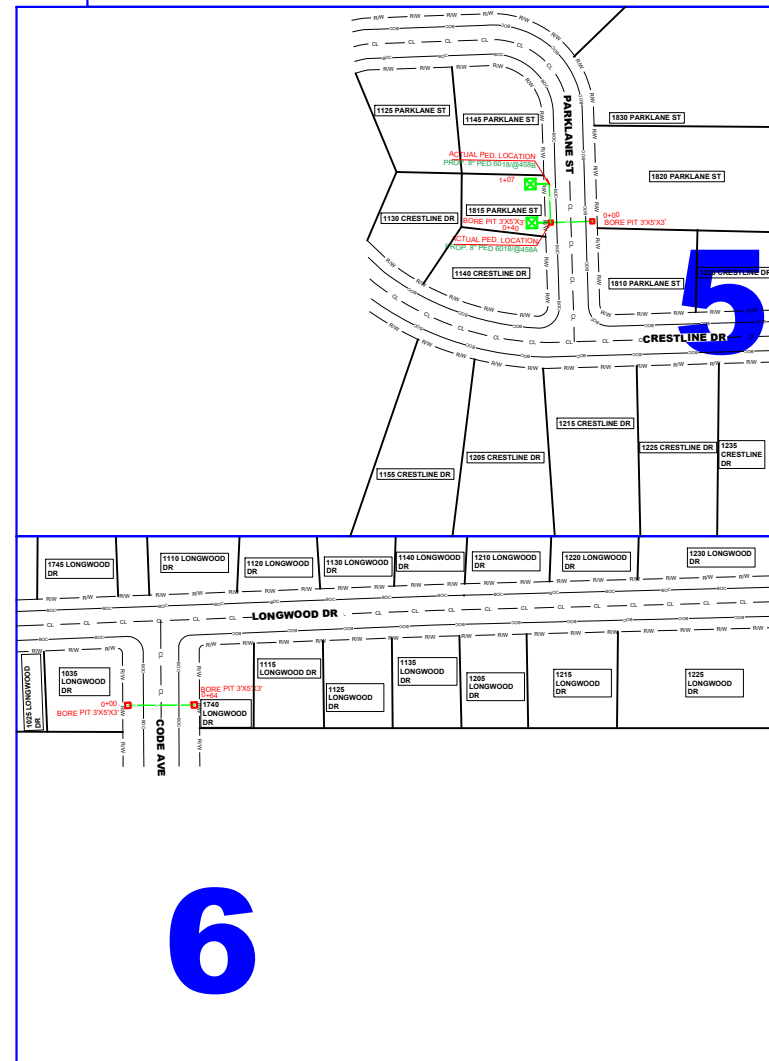 1125 PARKLANE ST
1145 PARKLANE ST
PARKLANE ST
1830 PARKLANE ST
ACTUAL PED. LOCATION
PROP. 8" PED 6018/@458B
1+07
1820 PARKLANE ST
1130 CRESTLINE DR
1815 PARKLANE ST
BORE PIT 3'X5'X3'
0+40
0+00
BORE PIT 3'X5'X3'
ACTUAL PED. LOCATION
PROP. 8" PED 6018/@458A
1140 CRESTLINE DR
1810 PARKLANE ST
5
CRESTLINE DR
1215 CRESTLINE DR
1225 CRESTLINE DR
1235
CRESTLINE
DR
1205 CRESTLINE DR
1155 CRESTLINE DR
1745 LONGWOOD
DR
1110 LONGWOOD
DR
1120 LONGWOOD
DR
1130 LONGWOOD
DR
1140 LONGWOOD
DR
1210 LONGWOOD
DR
1220 LONGWOOD
DR
1230 LONGWOOD
DR
LONGWOOD DR
1025 LONGWOOD
DR
1035
LONGWOOD
DR
0+00
BORE PIT 3'X5'X3'
CODE AVE
BORE PIT 3'X5'X3'
0+64
1740
LONGWOOD
DR
1115
LONGWOOD DR
1125
LONGWOOD
DR
1135
LONGWOOD
DR
1205
LONGWOOD
DR
1215
LONGWOOD
DR
1225
LONGWOOD
DR
R/W
BOC
CL
6